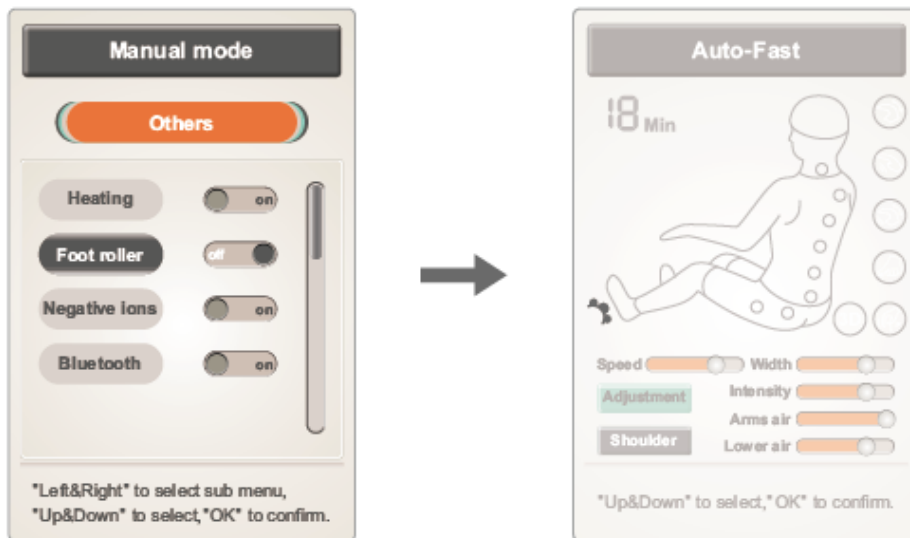 Manual mode
Others
Heating on
Foot roller off
Negative ions on
Bluetooth on
"Left&Right" to select sub menu,
"Up&Down" to select,"OK" to confirm.
Auto-Fast
18 Min
Speed Width
Adjustment Intensity
Arms air
Shoulder Lower air
"Up&Down" to select,"OK" to confirm.